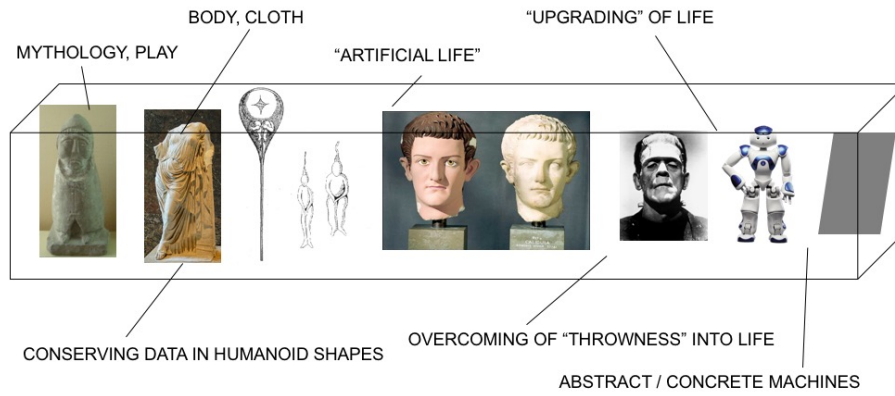 BODY, CLOTH
"UPGRADING" OF LIFE
MYTHOLOGY, PLAY
"ARTIFICIAL LIFE"
CONSERVING DATA IN HUMANOID SHAPES
OVERCOMING OF "THROWNESS" INTO LIFE
ABSTRACT / CONCRETE MACHINES